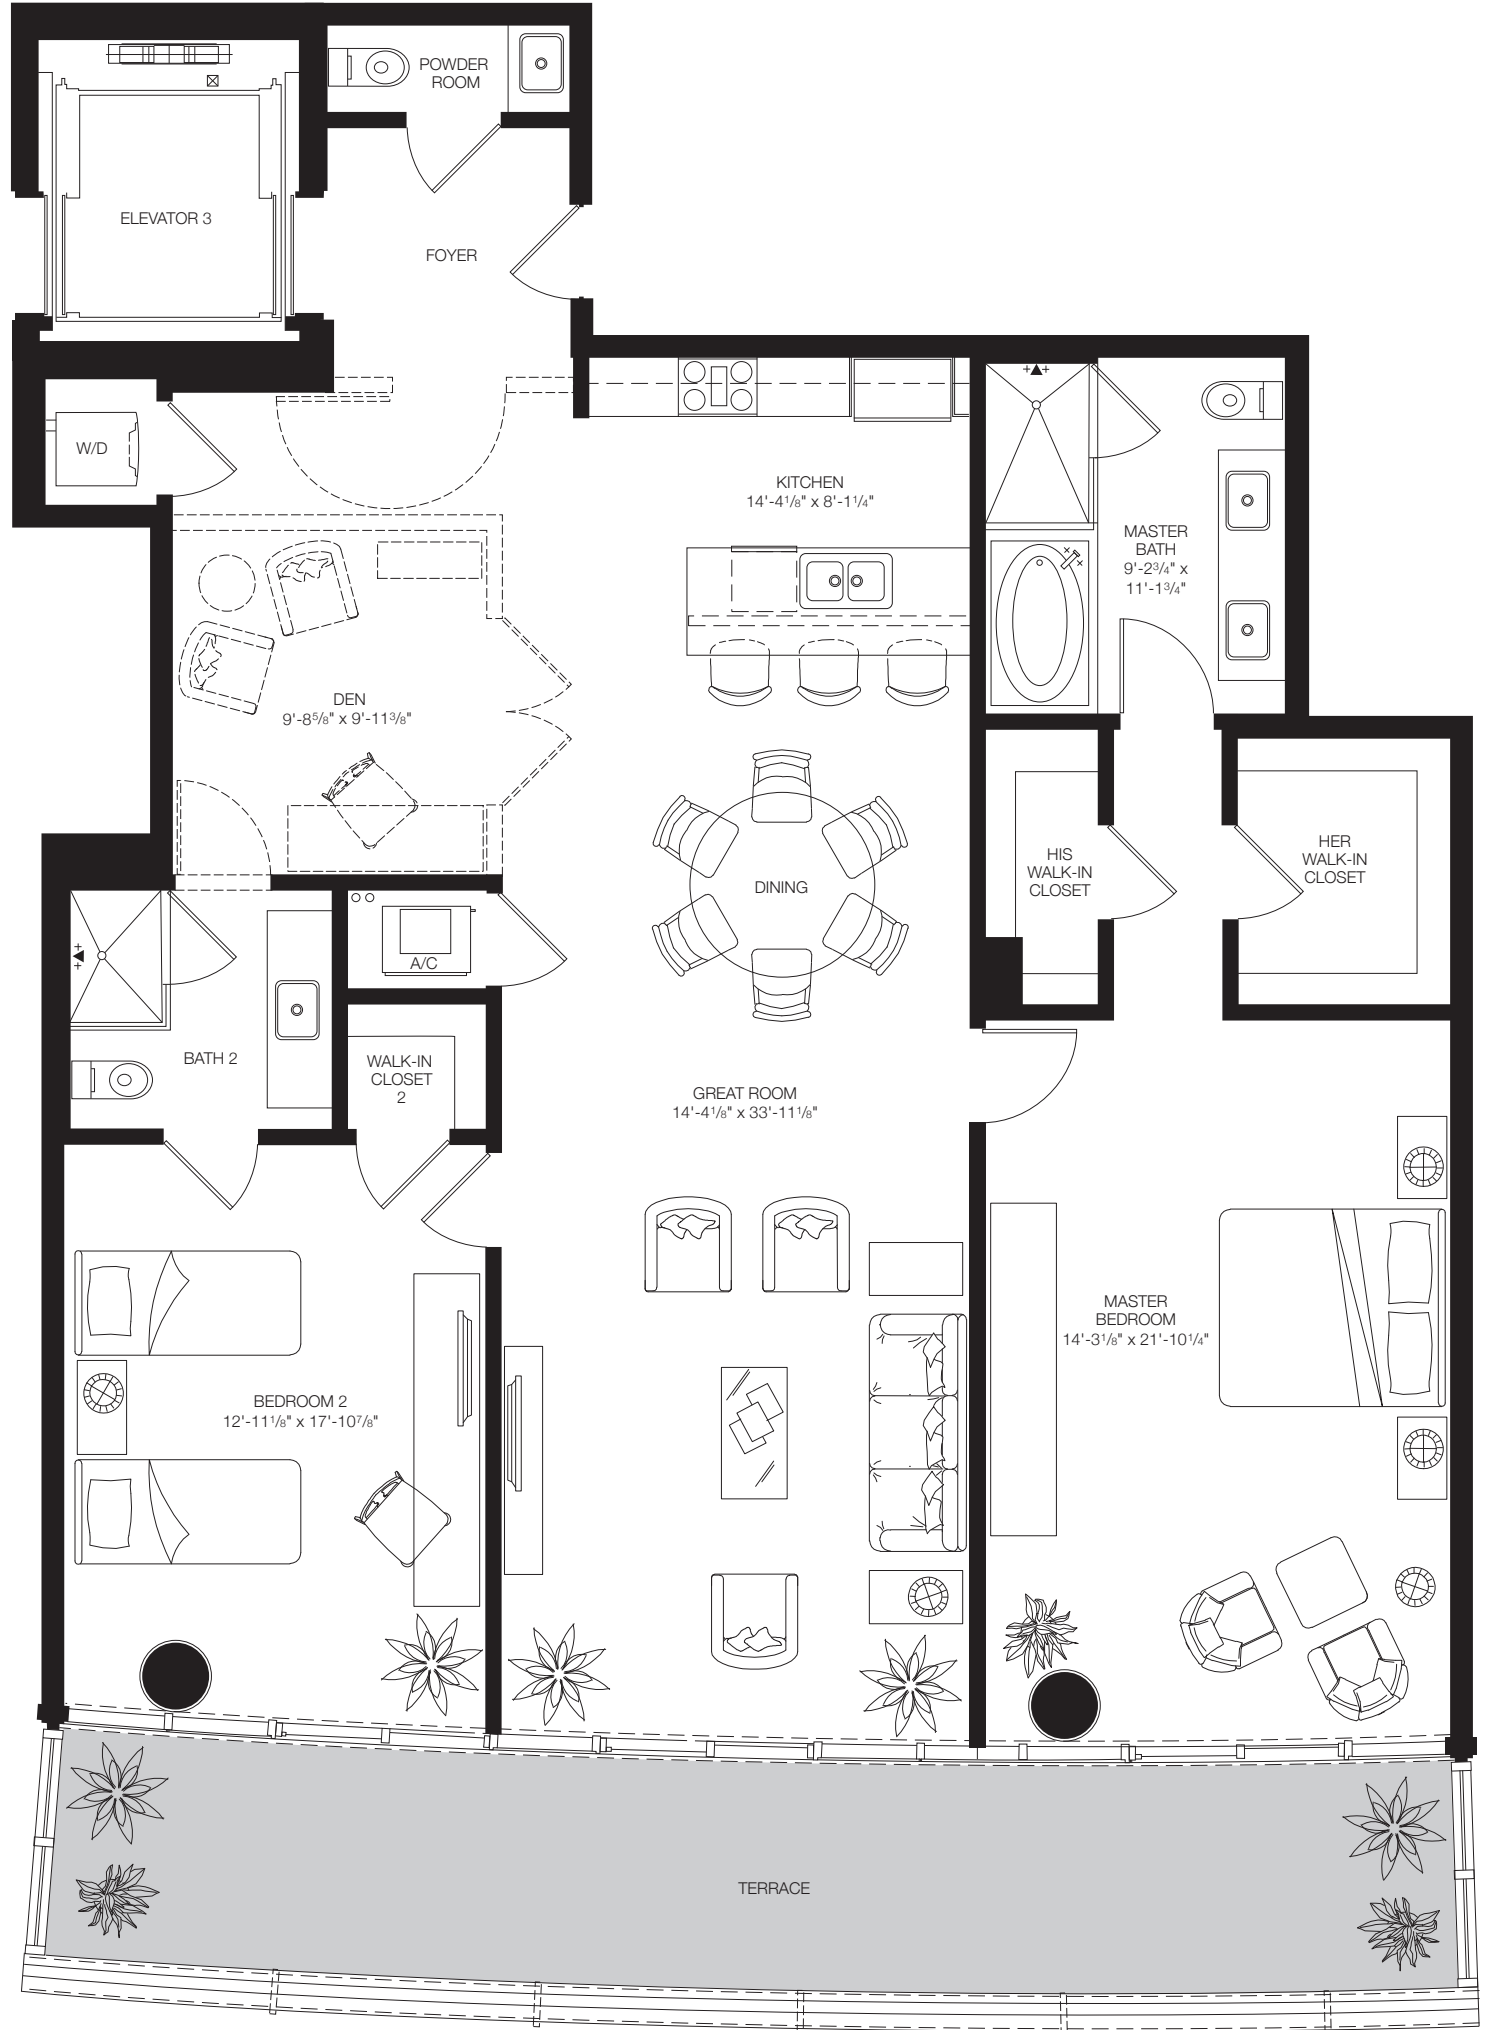 POWDER
ROOM
ELEVATOR 3
FOYER
W/D
KITCHEN
14'-4 1/8" x 8'-1 1/4"
MASTER
BATH
9'-2 3/4" x
11'-1 3/4"
DEN
9'-8 5/8" x 9'-11 3/8"
HIS
WALK-IN
CLOSET
HER
WALK-IN
CLOSET
DINING
A/C
BATH 2
WALK-IN
CLOSET
2
GREAT ROOM
14'-4 1/8" x 33'-11 1/8"
MASTER
BEDROOM
14'-3 1/8" x 21'-10 1/4"
BEDROOM 2
12'-11 1/8" x 17'-10 7/8"
TERRACE